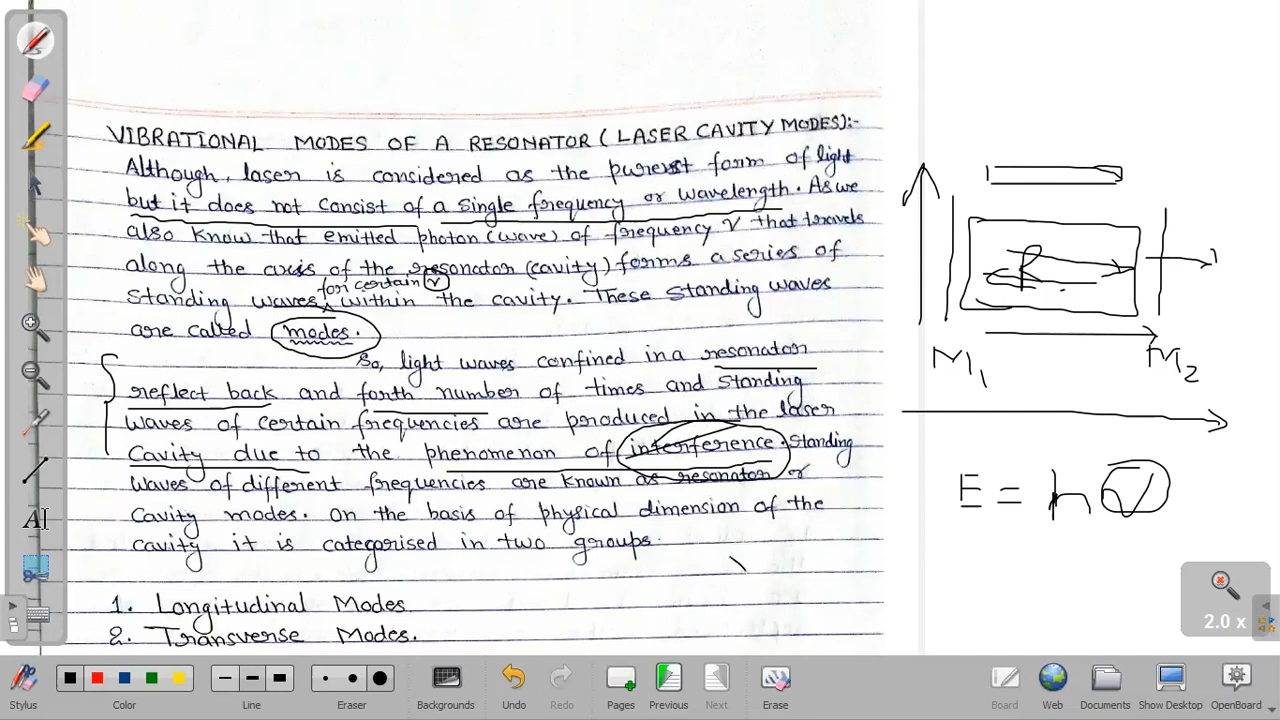 VIBRATIONAL MODES OF A RESONATOR (LASER CAVITY MODES):-
Although, laser is considered as the purest form of light
but it does not consist of a single frequency or wavelength. As we
also know that emitted photon (wave) of frequency ν that travels
along the axis of the resonator (cavity) forms a series of
for certain ν
standing waves ^ within the cavity. These standing waves
are called modes.
So, light waves confined in a resonator
reflect back and forth number of times and standing
waves of certain frequencies are produced in the laser
cavity due to the phenomenon of interference. Standing
waves of different frequencies are known as resonator or
cavity modes. On the basis of physical dimension of the
cavity it is categorised in two groups.
1. Longitudinal Modes
2. Transverse Modes.
M1 M2
E = hν
2.0 x
Stylus Color Line Eraser Backgrounds Undo Redo Pages Previous Next Erase Board Web Documents Show Desktop OpenBoard